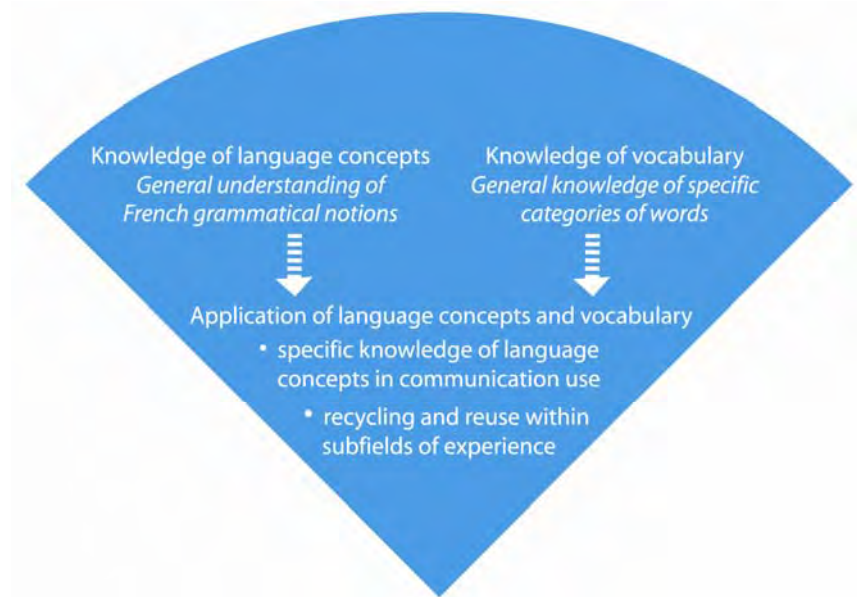 Knowledge of language concepts
General understanding of
French grammatical notions
Knowledge of vocabulary
General knowledge of specific
categories of words
Application of language concepts and vocabulary
• specific knowledge of language
concepts in communication use
• recycling and reuse within
subfields of experience